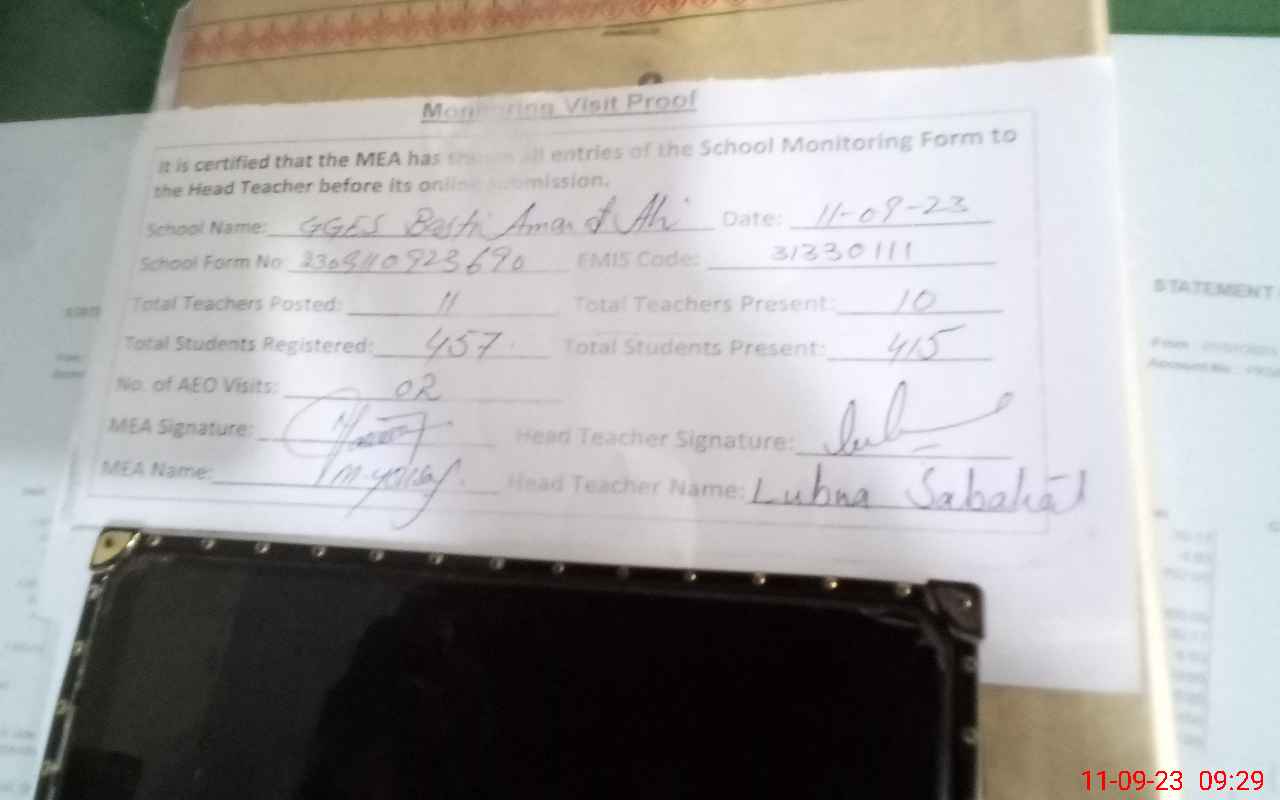 Monitoring Visit Proof
It is certified that the MEA has shown all entries of the School Monitoring Form to
the Head Teacher before its online submission.
School Name: GGES Basti Amanat Ali Date: 11-09-23
School Form No: EMIS Code: 31330111
Total Teachers Posted: 11 Total Teachers Present: 10
Total Students Registered: 457 Total Students Present: 415
No. of AEO Visits: 02
MEA Signature: Head Teacher Signature:
MEA Name: M. Yousaf Head Teacher Name: Lubna Sabahat
STATEMENT
11-09-23 09:29